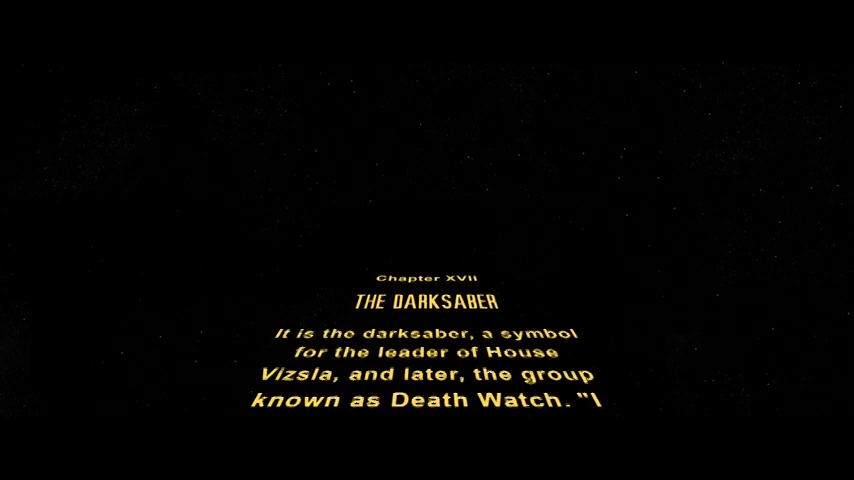 Chapter XVII
THE DARKSABER
It is the darksaber, a symbol
for the leader of House
Vizsla, and later, the group
known as Death Watch. "I